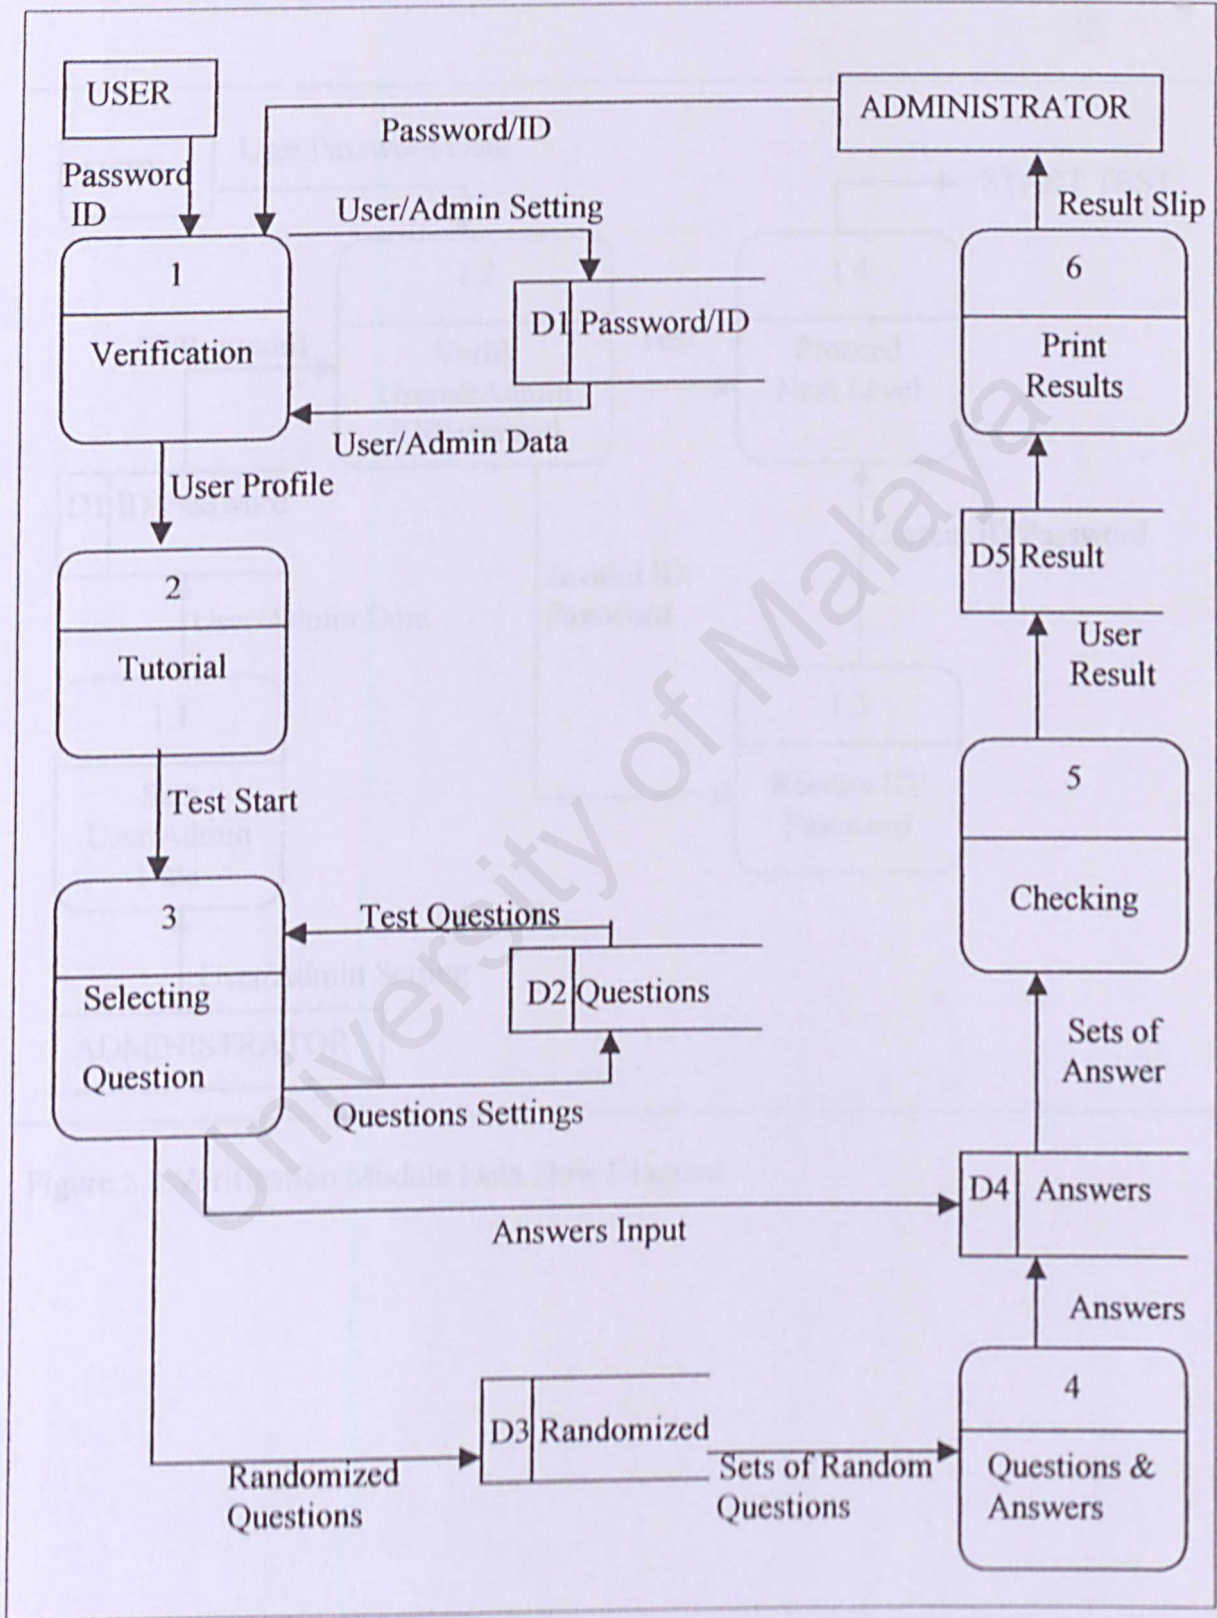 USER
ADMINISTRATOR
Password/ID
Password
ID
User/Admin Setting
Result Slip
1
Verification
D1 Password/ID
6
Print
Results
User/Admin Data
User Profile
D5 Result
2
Tutorial
User
Result
Test Start
5
Checking
3
Selecting
Question
Test Questions
D2 Questions
Questions Settings
Sets of
Answer
D4 Answers
Answers Input
Answers
4
Questions &
Answers
D3 Randomized
Randomized
Questions
Sets of Random
Questions
University of Malaya